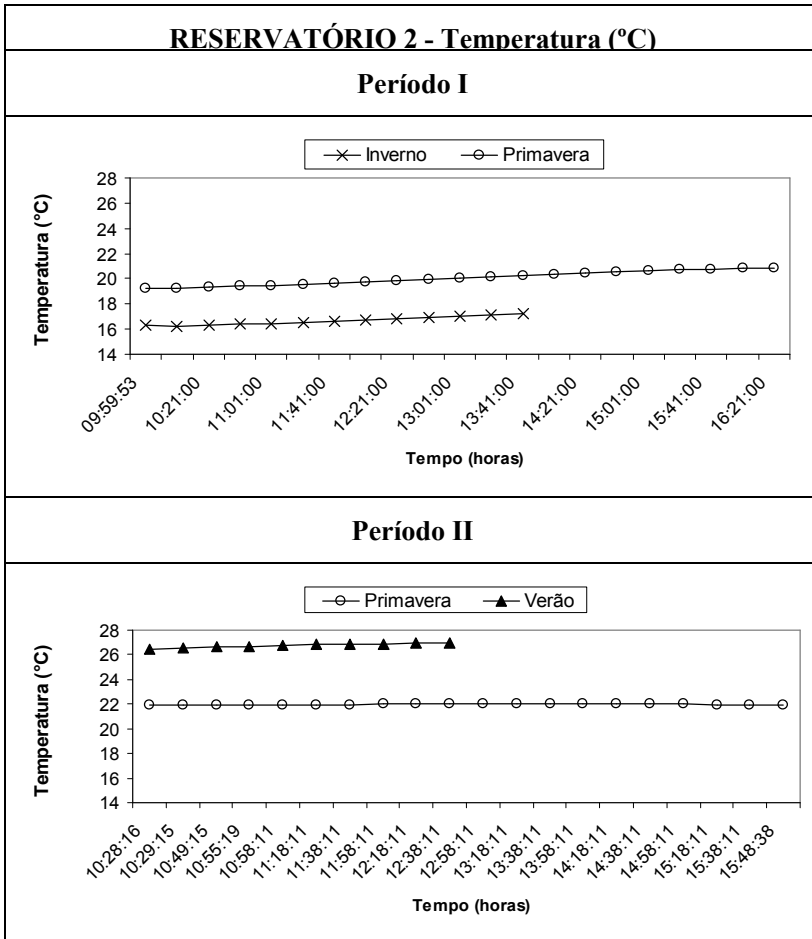 RESERVATÓRIO 2 - Temperatura (ºC)
Período I
Inverno Primavera
28
26
24
22
20
18
16
14
Temperatura (°C)
09:59:53 10:21:00 11:01:00 11:41:00 12:21:00 13:01:00 13:41:00 14:21:00 15:01:00 15:41:00 16:21:00
Tempo (horas)
Período II
Primavera Verão
28
26
24
22
20
18
16
14
Temperatura (°C)
10:28:16 10:29:15 10:49:15 10:55:19 10:58:11 11:18:11 11:38:11 11:58:11 12:18:11 12:38:11 12:58:11 13:18:11 13:38:11 13:58:11 14:18:11 14:38:11 14:58:11 15:18:11 15:38:11 15:48:38
Tempo (horas)